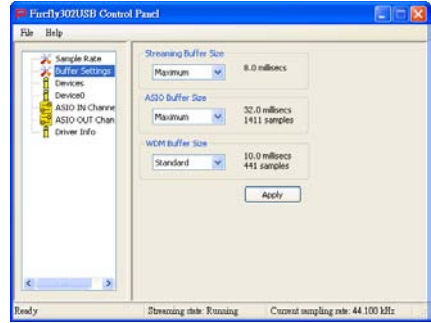 Firefly302USB Control Panel
File Help
Sample Rate
Buffer Settings
Devices
Device0
ASIO IN Channe
ASIO OUT Chan
Driver Info
Streaming Buffer Size
Maximum
8.0 millisecs
ASIO Buffer Size
Maximum
32.0 millisecs
1411 samples
WDM Buffer Size
Standard
10.0 millisecs
441 samples
Apply
Ready
Streaming state: Running
Current sampling rate: 44.100 kHz